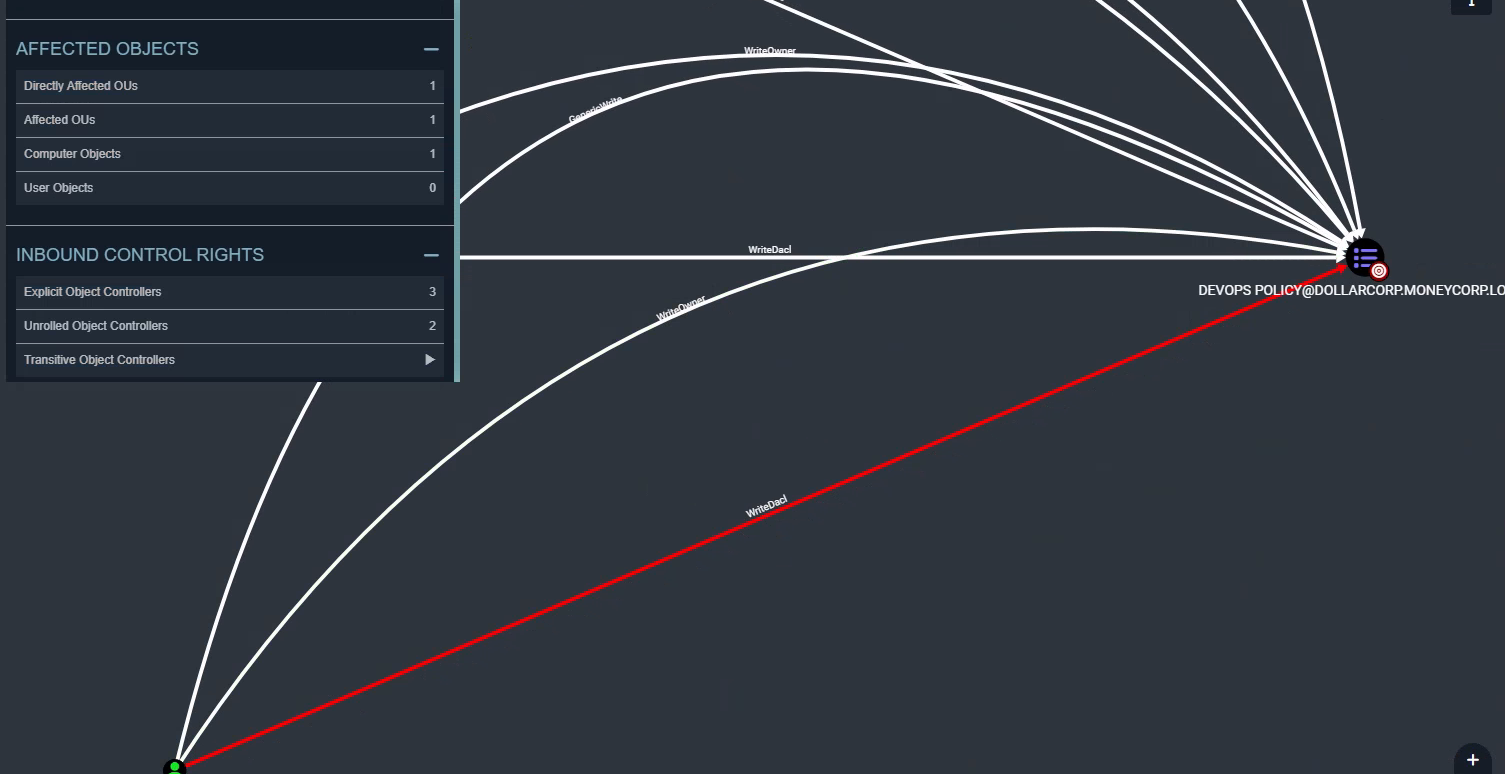 AFFECTED OBJECTS
Directly Affected OUs 1
Affected OUs 1
Computer Objects 1
User Objects 0
INBOUND CONTROL RIGHTS
Explicit Object Controllers 3
Unrolled Object Controllers 2
Transitive Object Controllers
WriteOwner
GenericWrite
WriteDacl
WriteOwner
WriteDacl
DEVOPS POLICY@DOLLARCORP.MONEYCORP.LO